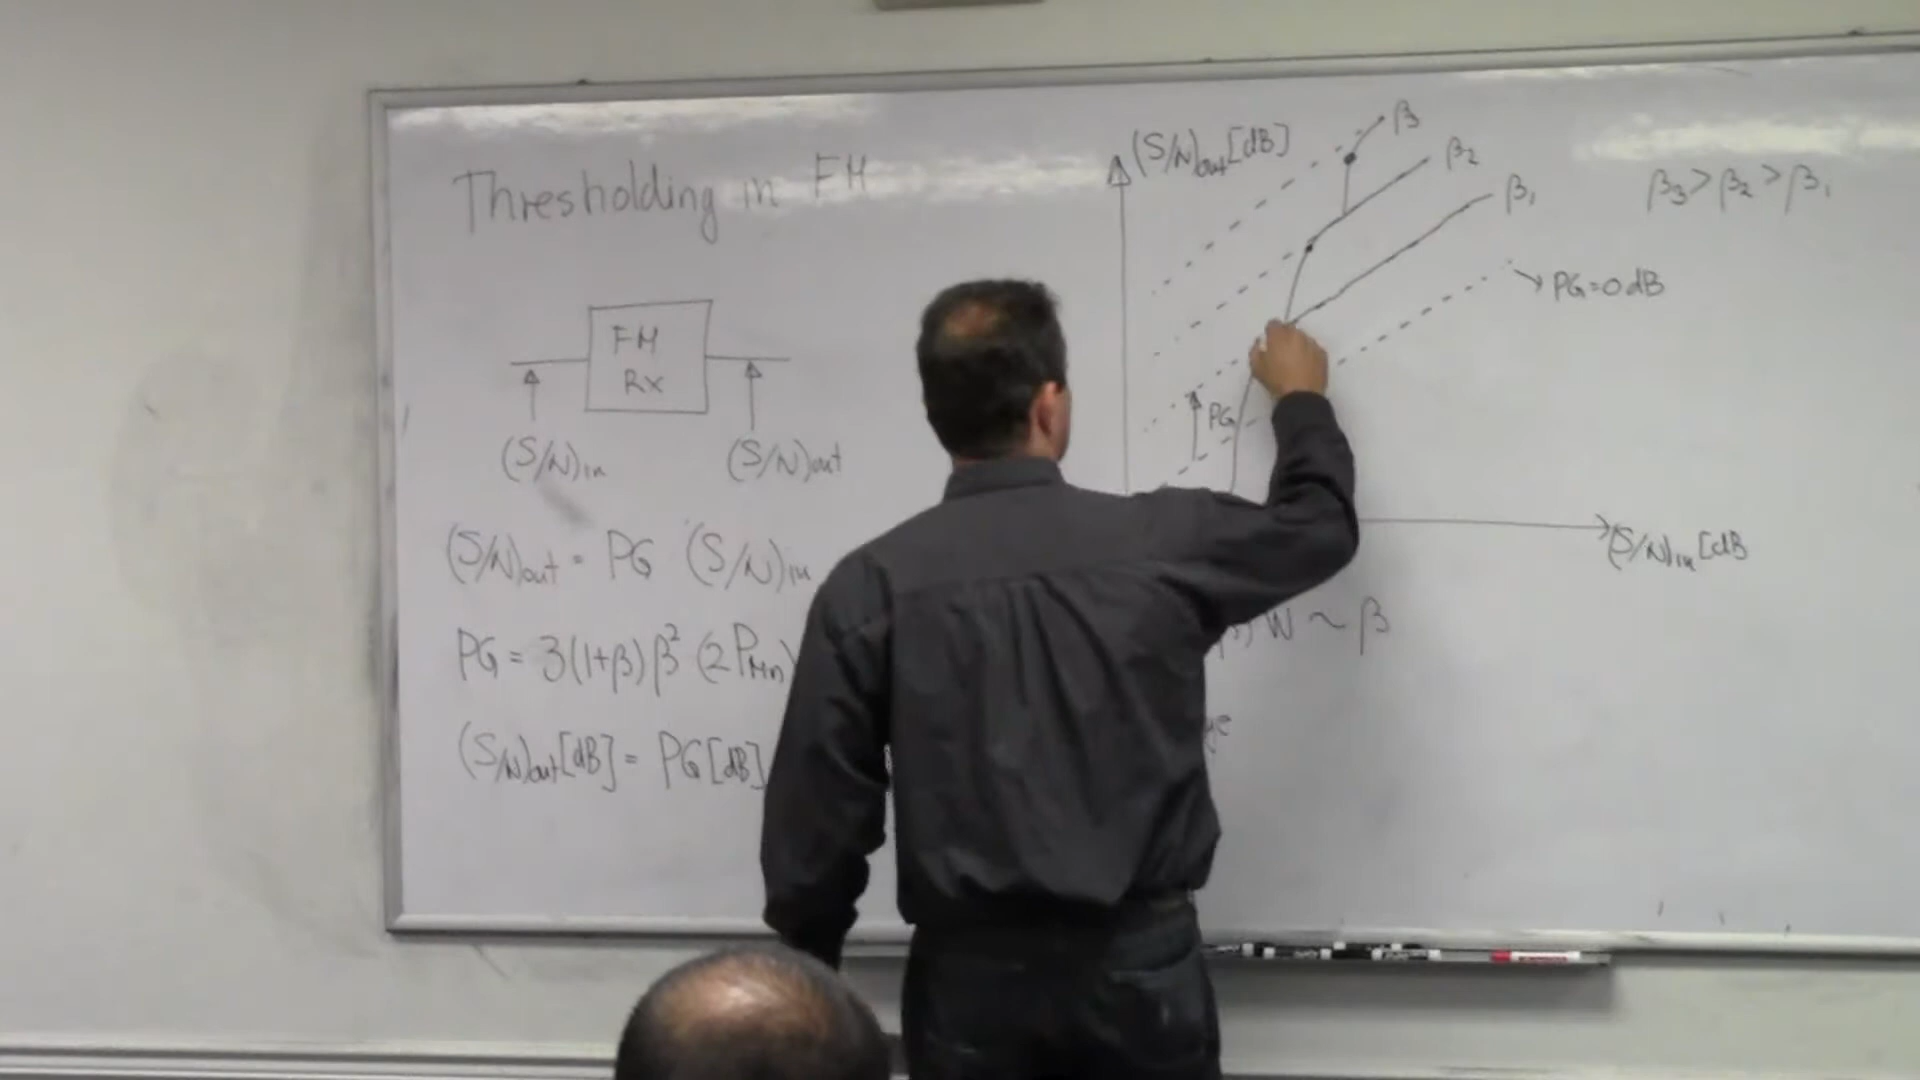 Thresholding in FM
FM
Rx
(S/N)in
(S/N)out
(S/N)out = PG (S/N)in
PG = 3(1+β)β² (2PMn)
(S/N)out[dB] = PG[dB]
(S/N)out[dB]
β3
β2
β1
β3>β2>β1
PG=0dB
PG
(S/N)in[dB
β) W ~ β